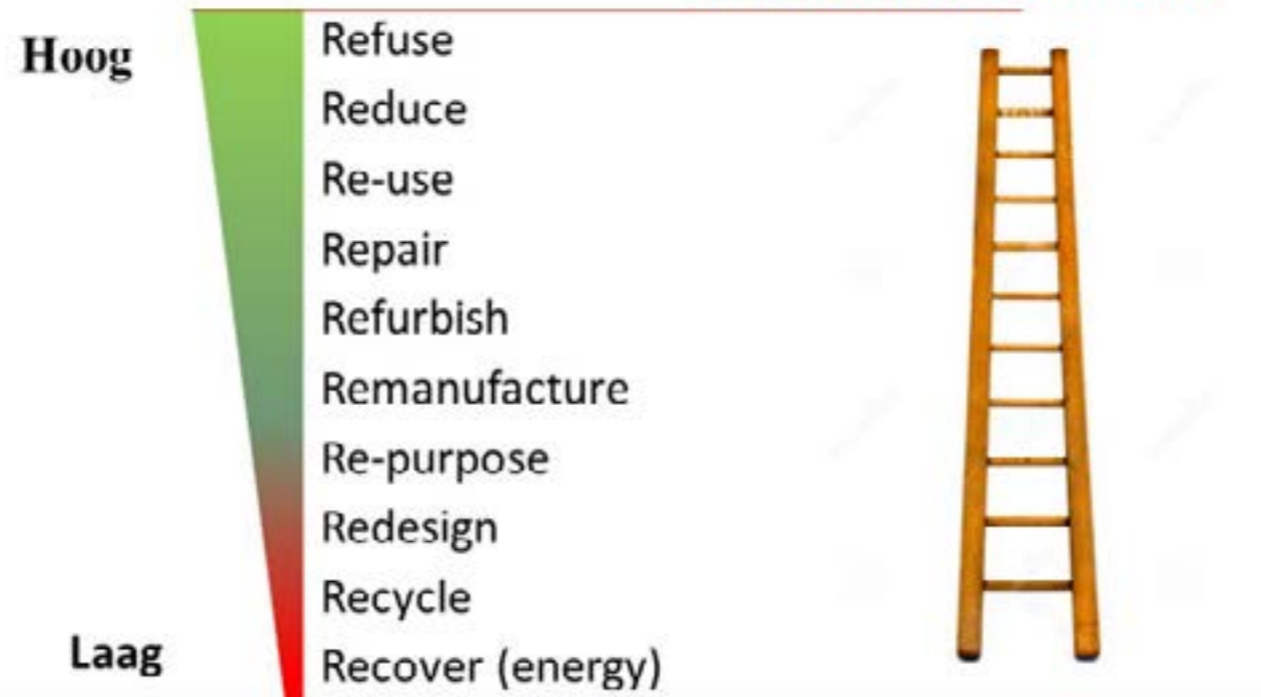 Hoog
Refuse
Reduce
Re-use
Repair
Refurbish
Remanufacture
Re-purpose
Redesign
Recycle
Laag
Recover (energy)